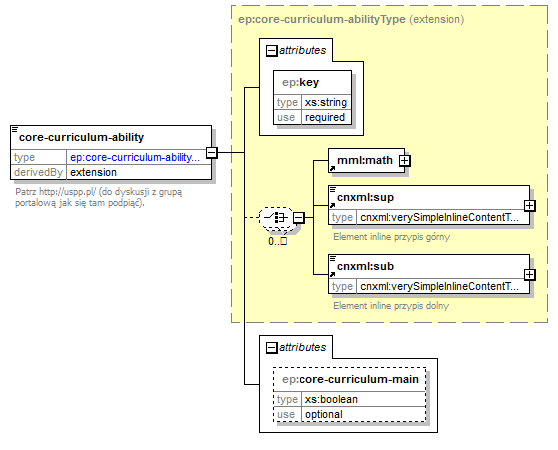 ep:core-curriculum-abilityType (extension)
attributes
ep:key
type xs:string
use required
core-curriculum-ability
type ep:core-curriculum-ability...
derivedBy extension
Patrz http://uspp.pl/ (do dyskusji z grupą
portalową jak się tam podpiąć).
mml:math
cnxml:sup
type cnxml:verySimpleInlineContentT...
Element inline przypis górny
0..
cnxml:sub
type cnxml:verySimpleInlineContentT...
Element inline przypis dolny
attributes
ep:core-curriculum-main
type xs:boolean
use optional